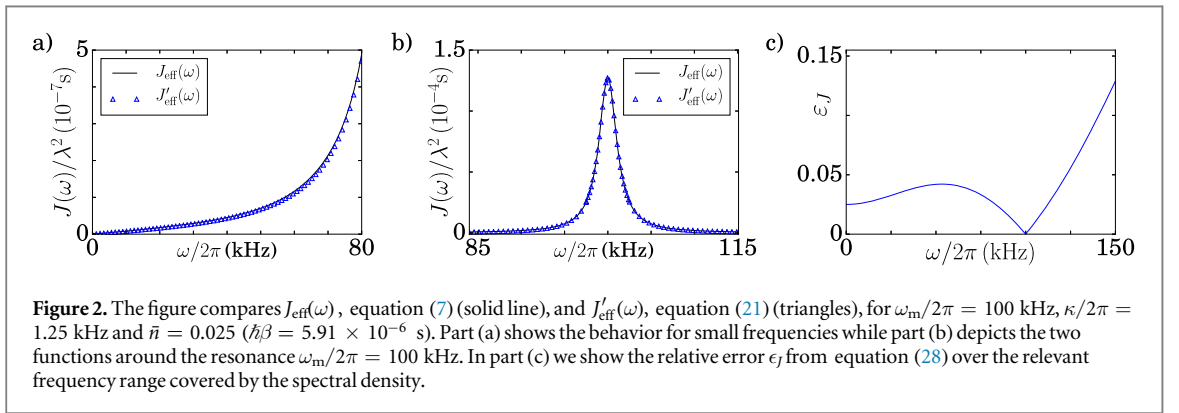 a)
5
J(ω)/λ² (10⁻⁷s)
J_eff(ω)
J′_eff(ω)
0
0
ω/2π (kHz)
80
b)
1.5
J(ω)/λ² (10⁻⁴s)
J_eff(ω)
J′_eff(ω)
0
85
ω/2π (kHz)
115
c)
0.15
ε_J
0.05
0
0
ω/2π (kHz)
150
Figure 2. The figure compares J_eff(ω), equation (7) (solid line), and J′_eff(ω), equation (21) (triangles), for ω_m/2π = 100 kHz, κ/2π =
1.25 kHz and n̄ = 0.025 (ℏβ = 5.91 × 10⁻⁶ s). Part (a) shows the behavior for small frequencies while part (b) depicts the two
functions around the resonance ω_m/2π = 100 kHz. In part (c) we show the relative error ϵ_J from equation (28) over the relevant
frequency range covered by the spectral density.